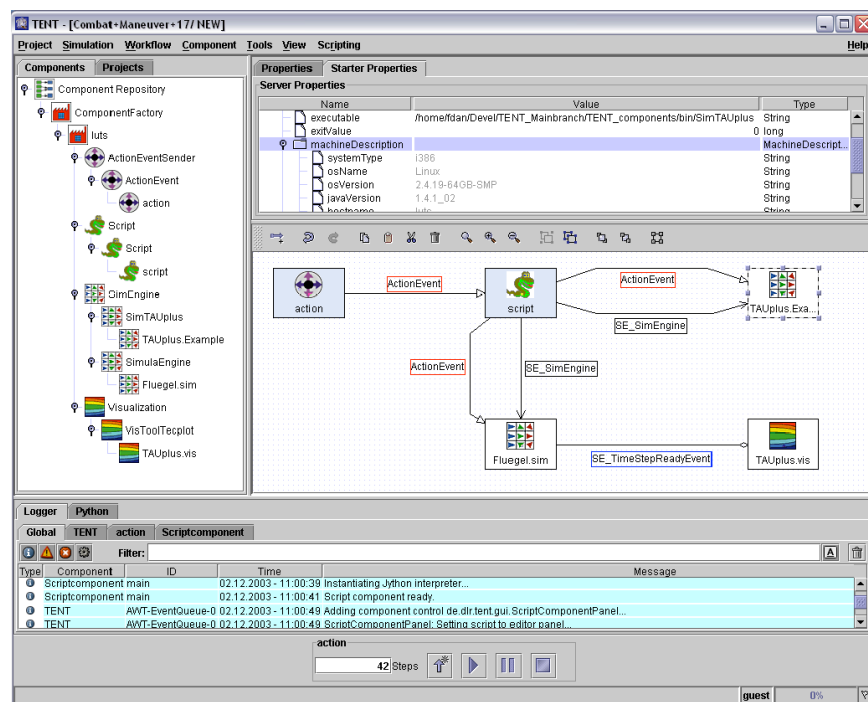 TENT - [Combat+Maneuver+17/ NEW]
Project Simulation Workflow Component Tools View Scripting Help
Components Projects
Component Repository
ComponentFactory
luts
ActionEventSender
ActionEvent
action
Script
Script
script
SimEngine
SimTAUplus
TAUplus.Example
SimulaEngine
Fluegel.sim
Visualization
VisToolTecplot
TAUplus.vis
Properties Starter Properties
Server Properties
Name Value Type
executable /home/fdan/Devel/TENT_Mainbranch/TENT_components/bin/SimTAUplus String
exitValue 0 long
machineDescription MachineDescript...
systemType i386 String
osName Linux String
osVersion 2.4.19-64GB-SMP String
javaVersion 1.4.1_02 String
hostname luts String
action
ActionEvent
script
ActionEvent
TAUplus.Exa...
SE_SimEngine
ActionEvent
SE_SimEngine
Fluegel.sim
SE_TimeStepReadyEvent
TAUplus.vis
Logger Python
Global TENT action Scriptcomponent
Filter: A
Type Component ID Time Message
Scriptcomponent main 02.12.2003 - 11:00:39 Instantiating Jython interpreter...
Scriptcomponent main 02.12.2003 - 11:00:41 Script component ready.
TENT AWT-EventQueue-0 02.12.2003 - 11:00:49 Adding component control de.dlr.tent.gui.ScriptComponentPanel...
TENT AWT-EventQueue-0 02.12.2003 - 11:00:49 ScriptComponentPanel: Setting script to editor panel...
action
42 Steps
guest 0%